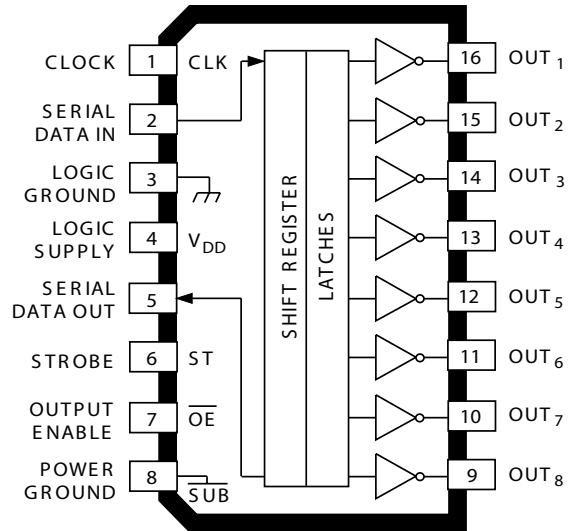 CLOCK 1 CLK
SERIAL
DATA IN 2
LOGIC
GROUND 3
LOGIC
SUPPLY 4 VDD
SERIAL
DATA OUT 5
STROBE 6 ST
OUTPUT
ENABLE 7 OE
POWER
GROUND 8 SUB
SHIFT REGISTER
LATCHES
16 OUT1
15 OUT2
14 OUT3
13 OUT4
12 OUT5
11 OUT6
10 OUT7
9 OUT8